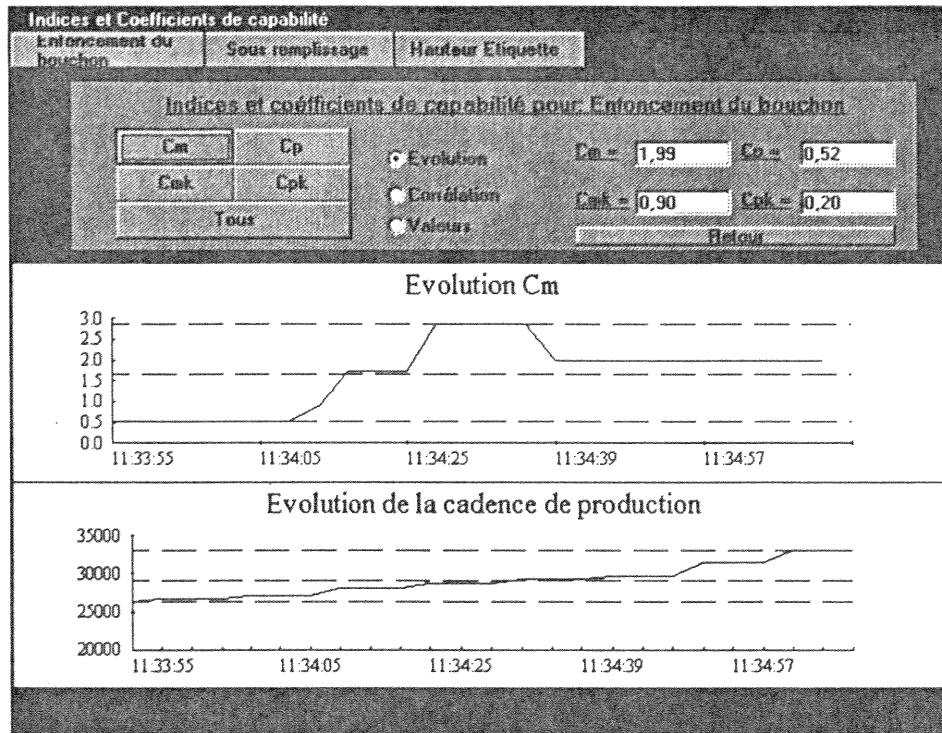 Indices et Coefficients de capabilité
Enfoncement du bouchon
Sous remplissage
Hauteur Etiquette
Indices et coéfficients de capabilité pour: Enfoncement du bouchon
Cm Cp
Cmk Cpk
Tous
Evolution
Corrélation
Valeurs
Cm = 1,99 Cp = 0,52
Cmk = 0,90 Cpk = 0,20
Retour
Evolution Cm
3.0
2.5
2.0
1.5
1.0
0.5
0.0
11:33:55 11:34:05 11:34:25 11:34:39 11:34:57
Evolution de la cadence de production
35000
30000
25000
20000
11:33:55 11:34:05 11:34:25 11:34:39 11:34:57